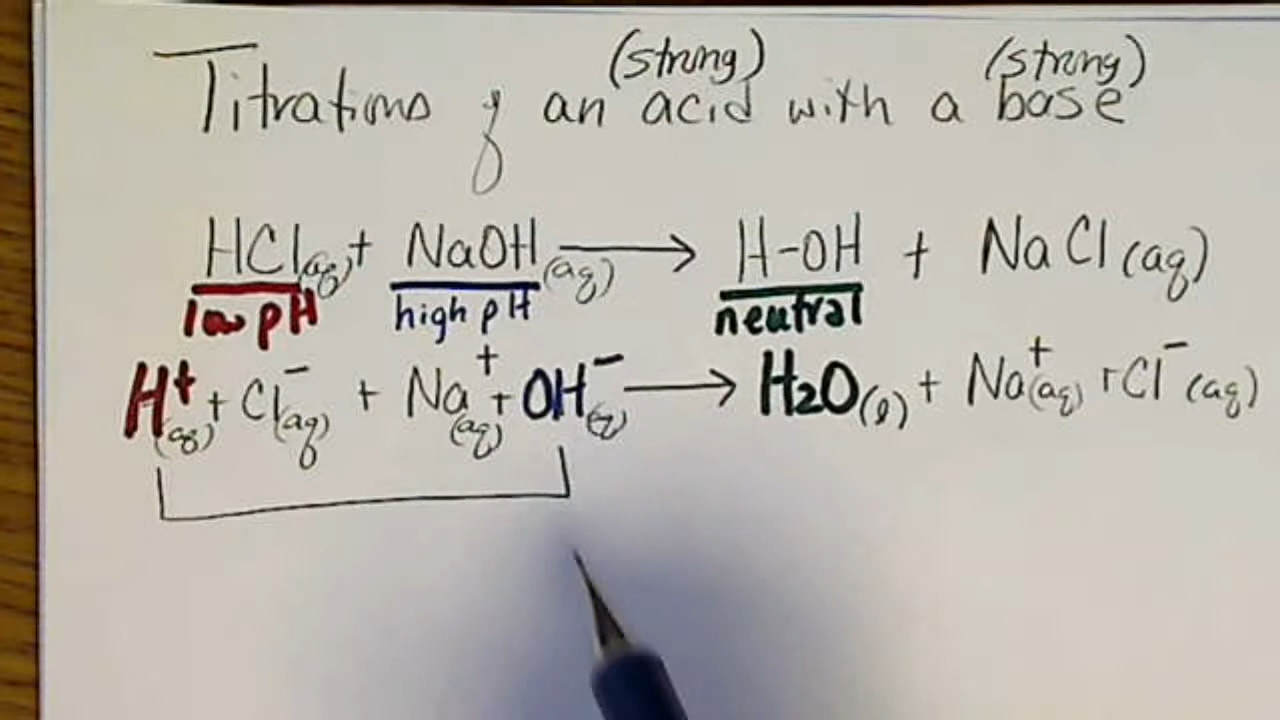 (strong) (strong)
Titrations of an acid with a base
HCl(aq) + NaOH(aq) → H-OH + NaCl(aq)
low pH high pH neutral
H⁺(aq) + Cl⁻(aq) + Na⁺(aq) + OH⁻(aq) → H₂O(l) + Na⁺(aq) + Cl⁻(aq)